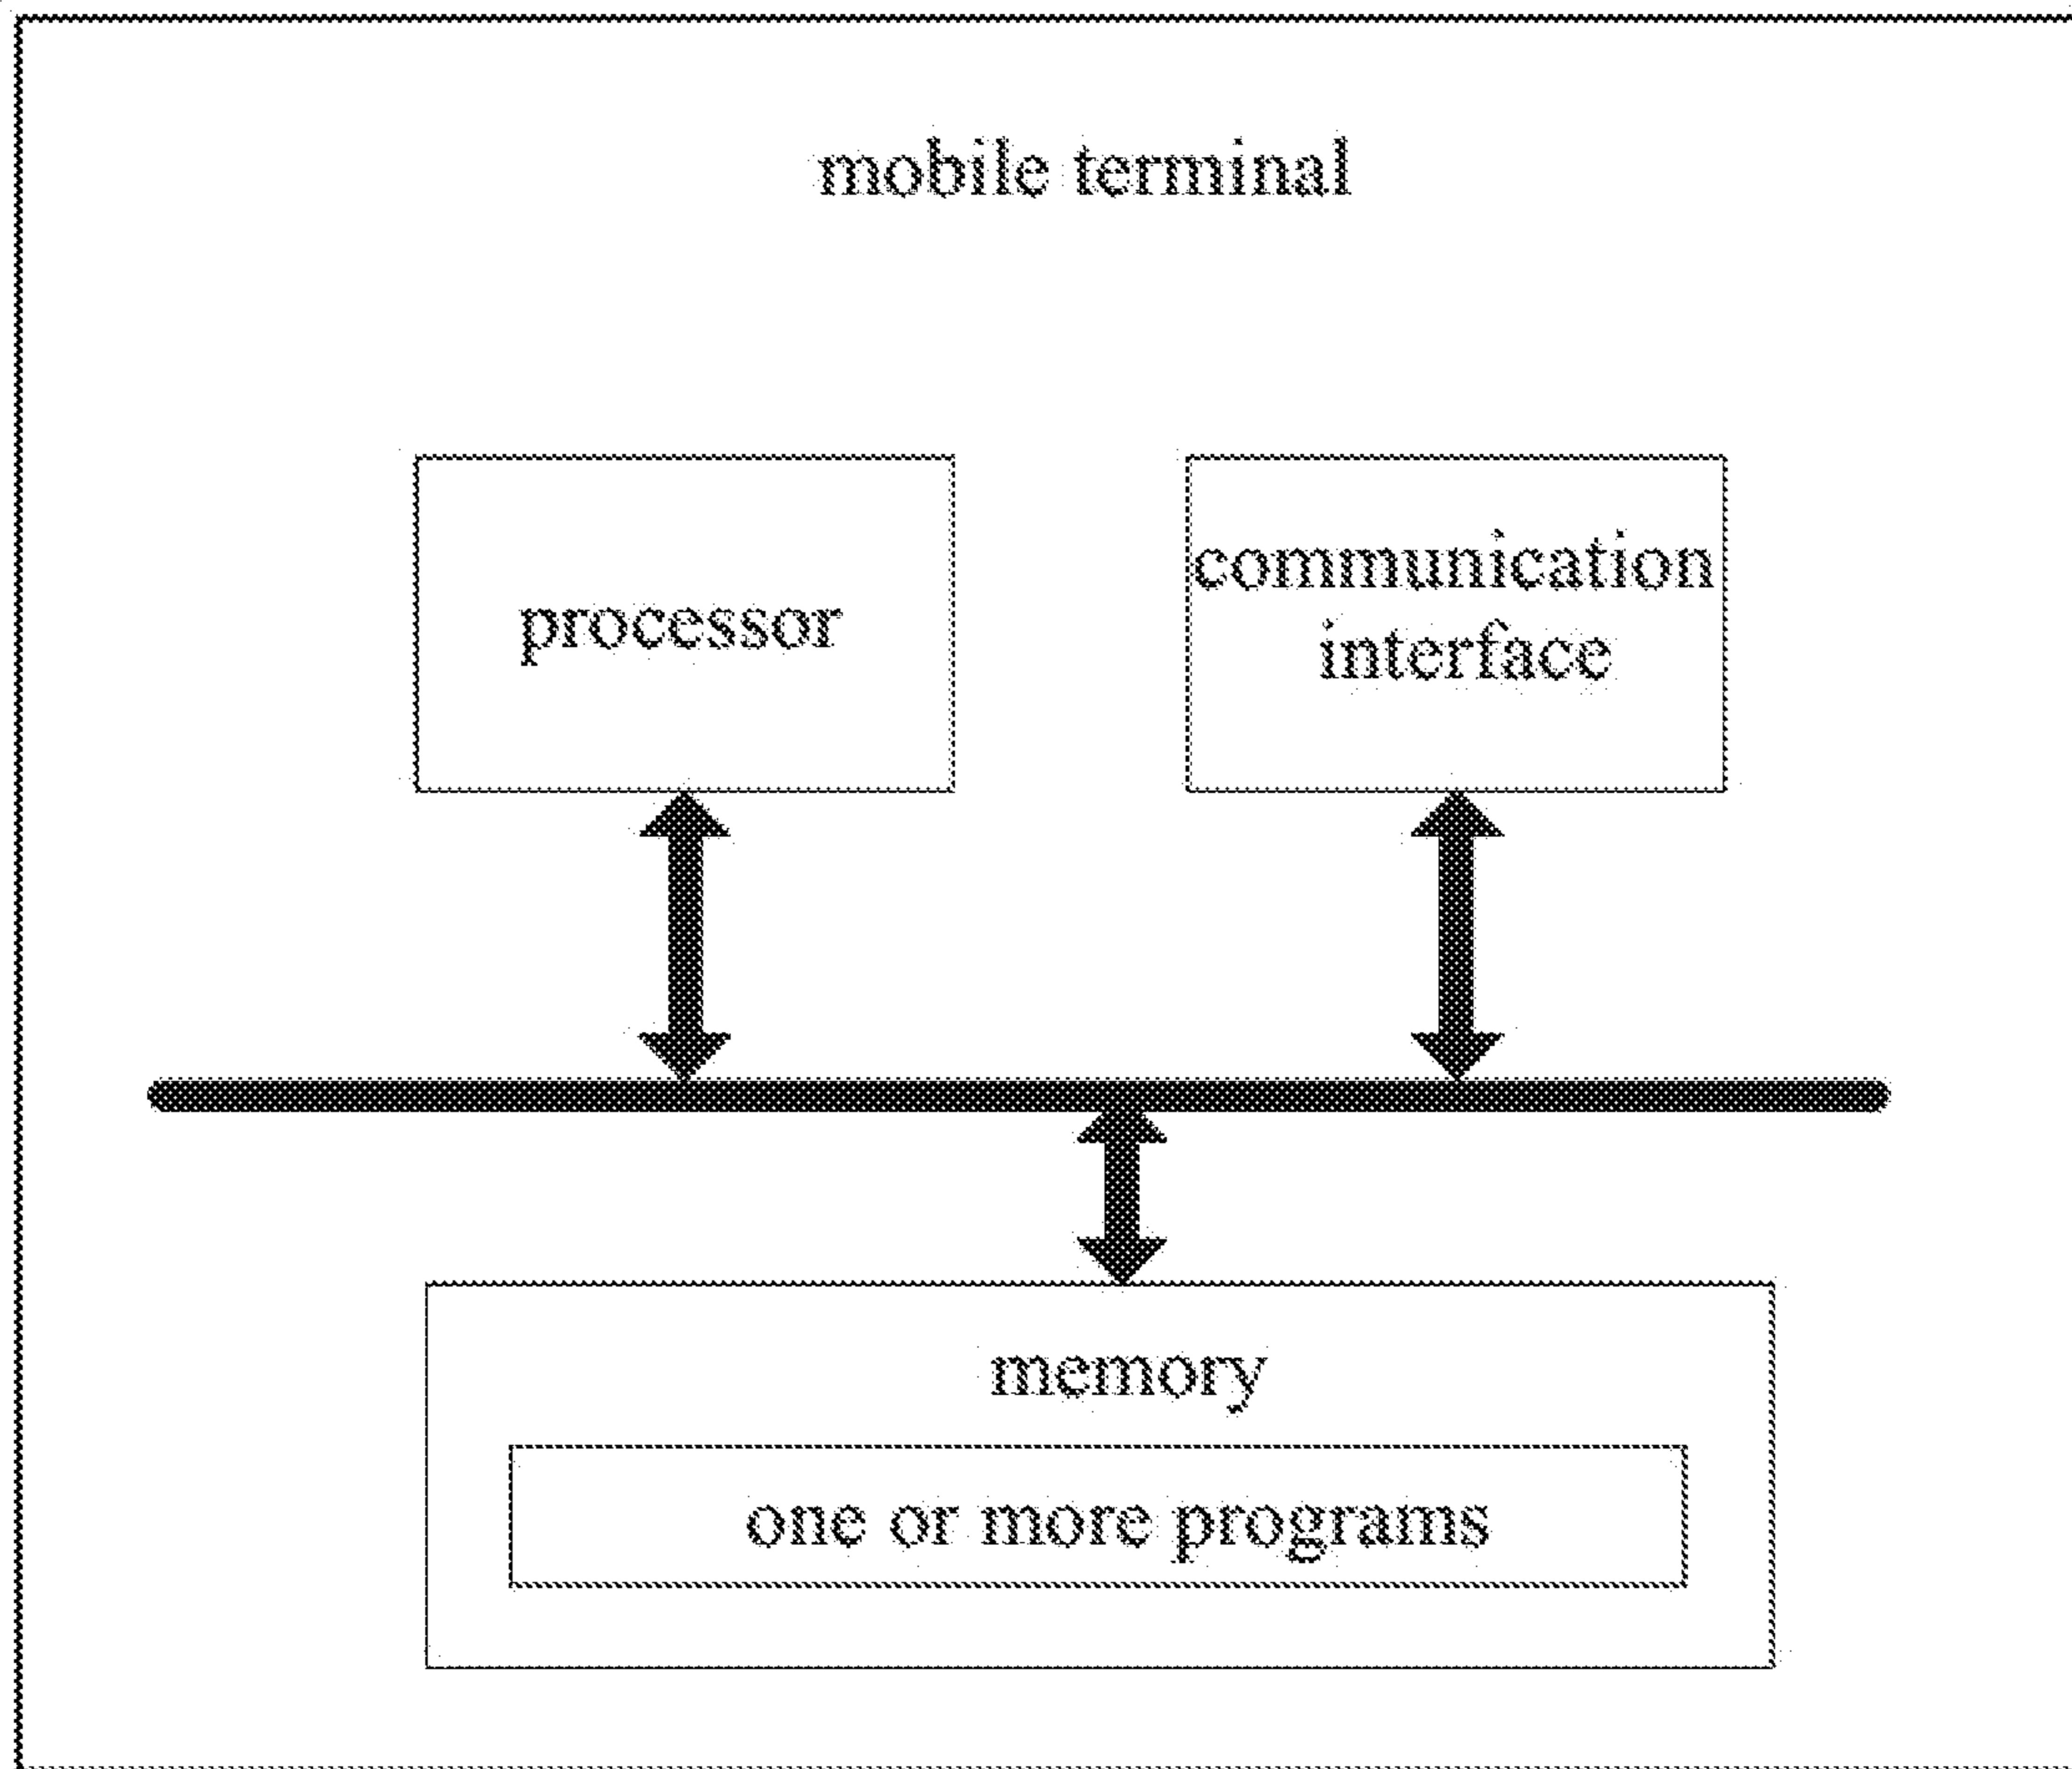 mobile terminal
processor
communication
interface
memory
one or more programs